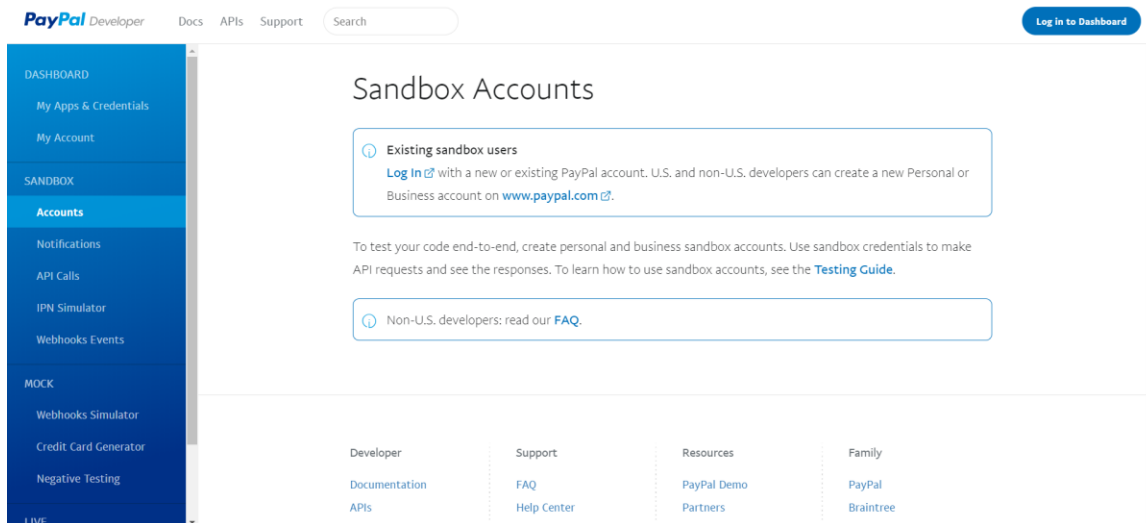 PayPal Developer Docs APIs Support Search Log in to Dashboard
DASHBOARD
My Apps & Credentials
My Account
SANDBOX
Accounts
Notifications
API Calls
IPN Simulator
Webhooks Events
MOCK
Webhooks Simulator
Credit Card Generator
Negative Testing
LIVE
Sandbox Accounts
Existing sandbox users
Log In with a new or existing PayPal account. U.S. and non-U.S. developers can create a new Personal or
Business account on www.paypal.com.
To test your code end-to-end, create personal and business sandbox accounts. Use sandbox credentials to make
API requests and see the responses. To learn how to use sandbox accounts, see the Testing Guide.
Non-U.S. developers: read our FAQ.
Developer Support Resources Family
Documentation FAQ PayPal Demo PayPal
APIs Help Center Partners Braintree